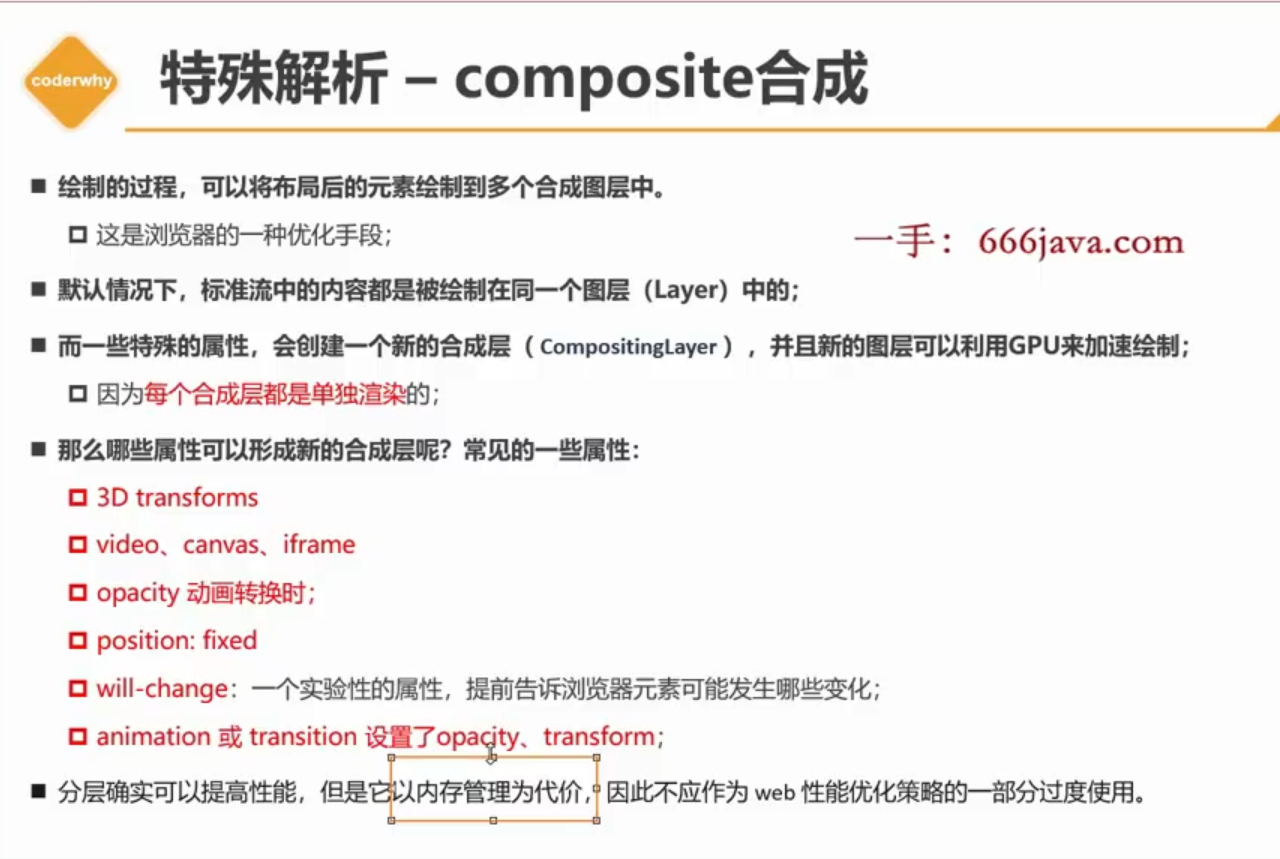 coderwhy
特殊解析 – composite合成
■ 绘制的过程，可以将布局后的元素绘制到多个合成图层中。
这是浏览器的一种优化手段；
一手：666java.com
■ 默认情况下，标准流中的内容都是被绘制在同一个图层（Layer）中的；
■ 而一些特殊的属性，会创建一个新的合成层（ CompositingLayer ），并且新的图层可以利用GPU来加速绘制；
因为每个合成层都是单独渲染的；
■ 那么哪些属性可以形成新的合成层呢？常见的一些属性：
3D transforms
video、canvas、iframe
opacity 动画转换时；
position: fixed
will-change：一个实验性的属性，提前告诉浏览器元素可能发生哪些变化；
animation 或 transition 设置了opacity、transform；
■ 分层确实可以提高性能，但是它以内存管理为代价，因此不应作为 web 性能优化策略的一部分过度使用。